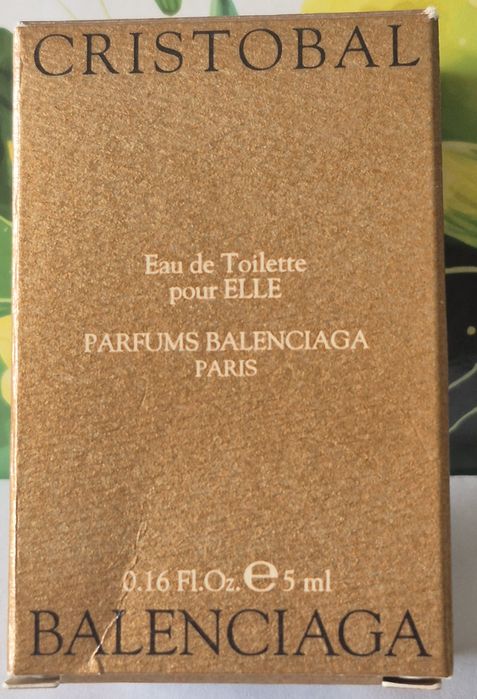 CRISTOBAL
Eau de Toilette
pour ELLE
PARFUMS BALENCIAGA
PARIS
0.16 Fl.Oz. e 5 ml
BALENCIAGA